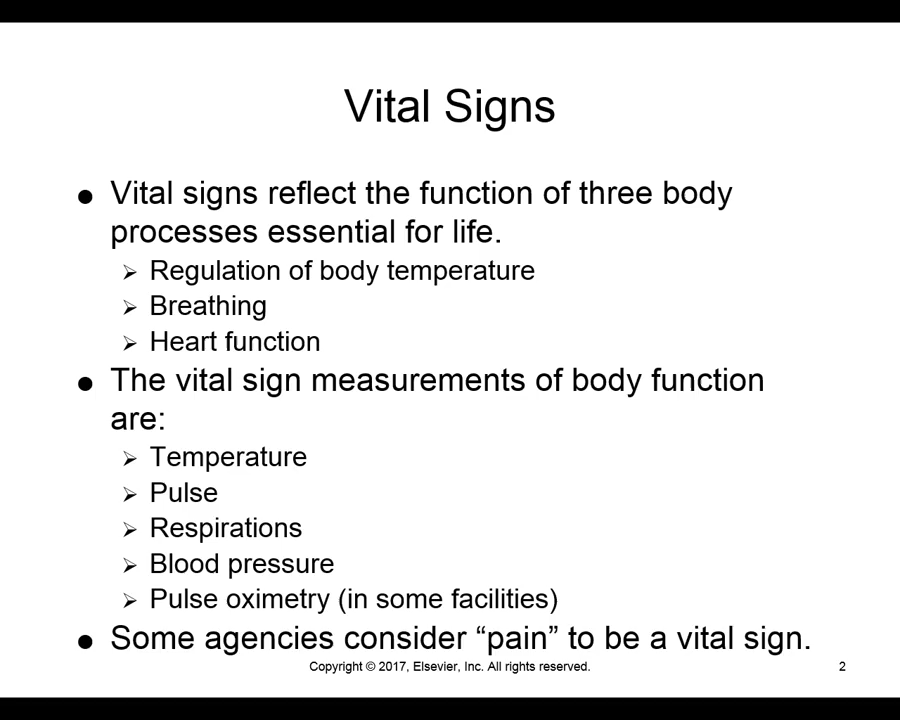 Vital Signs
● Vital signs reflect the function of three body
processes essential for life.
➢ Regulation of body temperature
➢ Breathing
➢ Heart function
● The vital sign measurements of body function
are:
➢ Temperature
➢ Pulse
➢ Respirations
➢ Blood pressure
➢ Pulse oximetry (in some facilities)
● Some agencies consider “pain” to be a vital sign.
Copyright © 2017, Elsevier, Inc. All rights reserved. 2